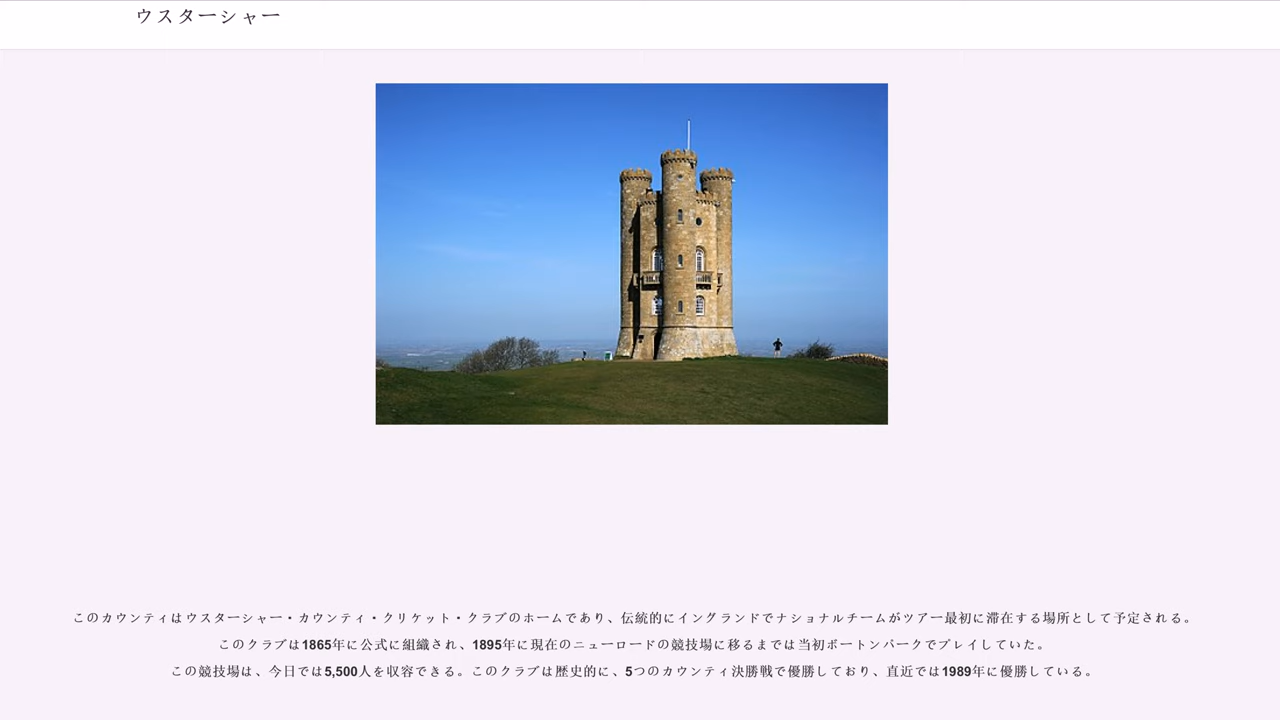 ウスターシャー
このカウンティはウスターシャー・カウンティ・クリケット・クラブのホームであり、伝統的にイングランドでナショナルチームがツアー最初に滞在する場所として予定される。
このクラブは1865年に公式に組織され、1895年に現在のニューロードの競技場に移るまでは当初ボートンパークでプレイしていた。
この競技場は、今日では5,500人を収容できる。このクラブは歴史的に、5つのカウンティ決勝戦で優勝しており、直近では1989年に優勝している。